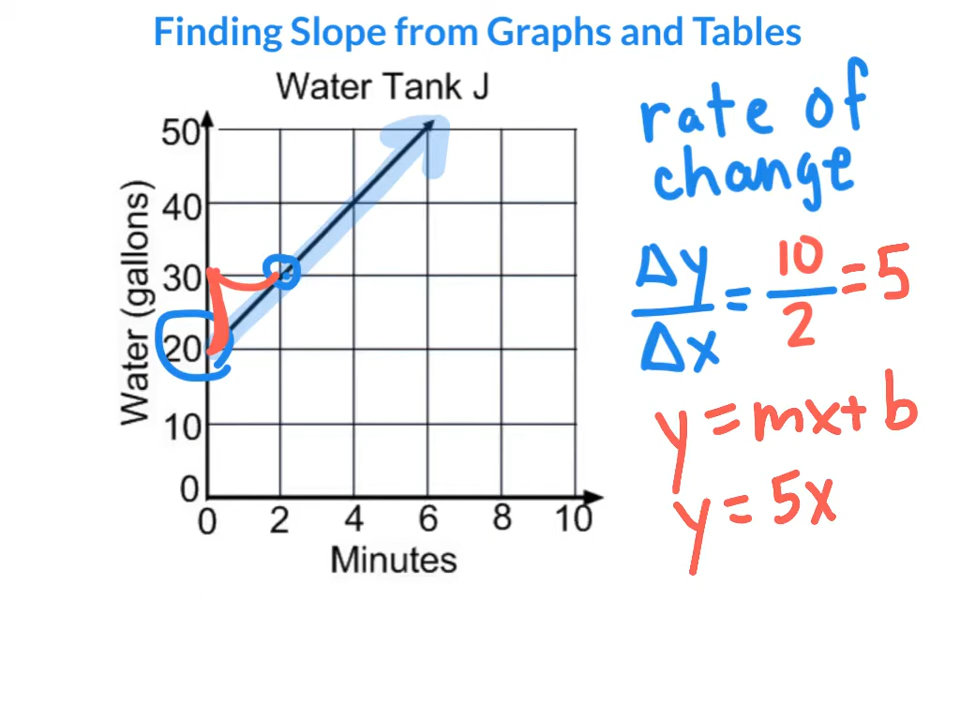 Finding Slope from Graphs and Tables
Water Tank J
rate of
change
50
40
30
20
10
0
Water (gallons)
0 2 4 6 8 10
Minutes
Δy/Δx = 10/2 = 5
y = mx + b
y = 5x